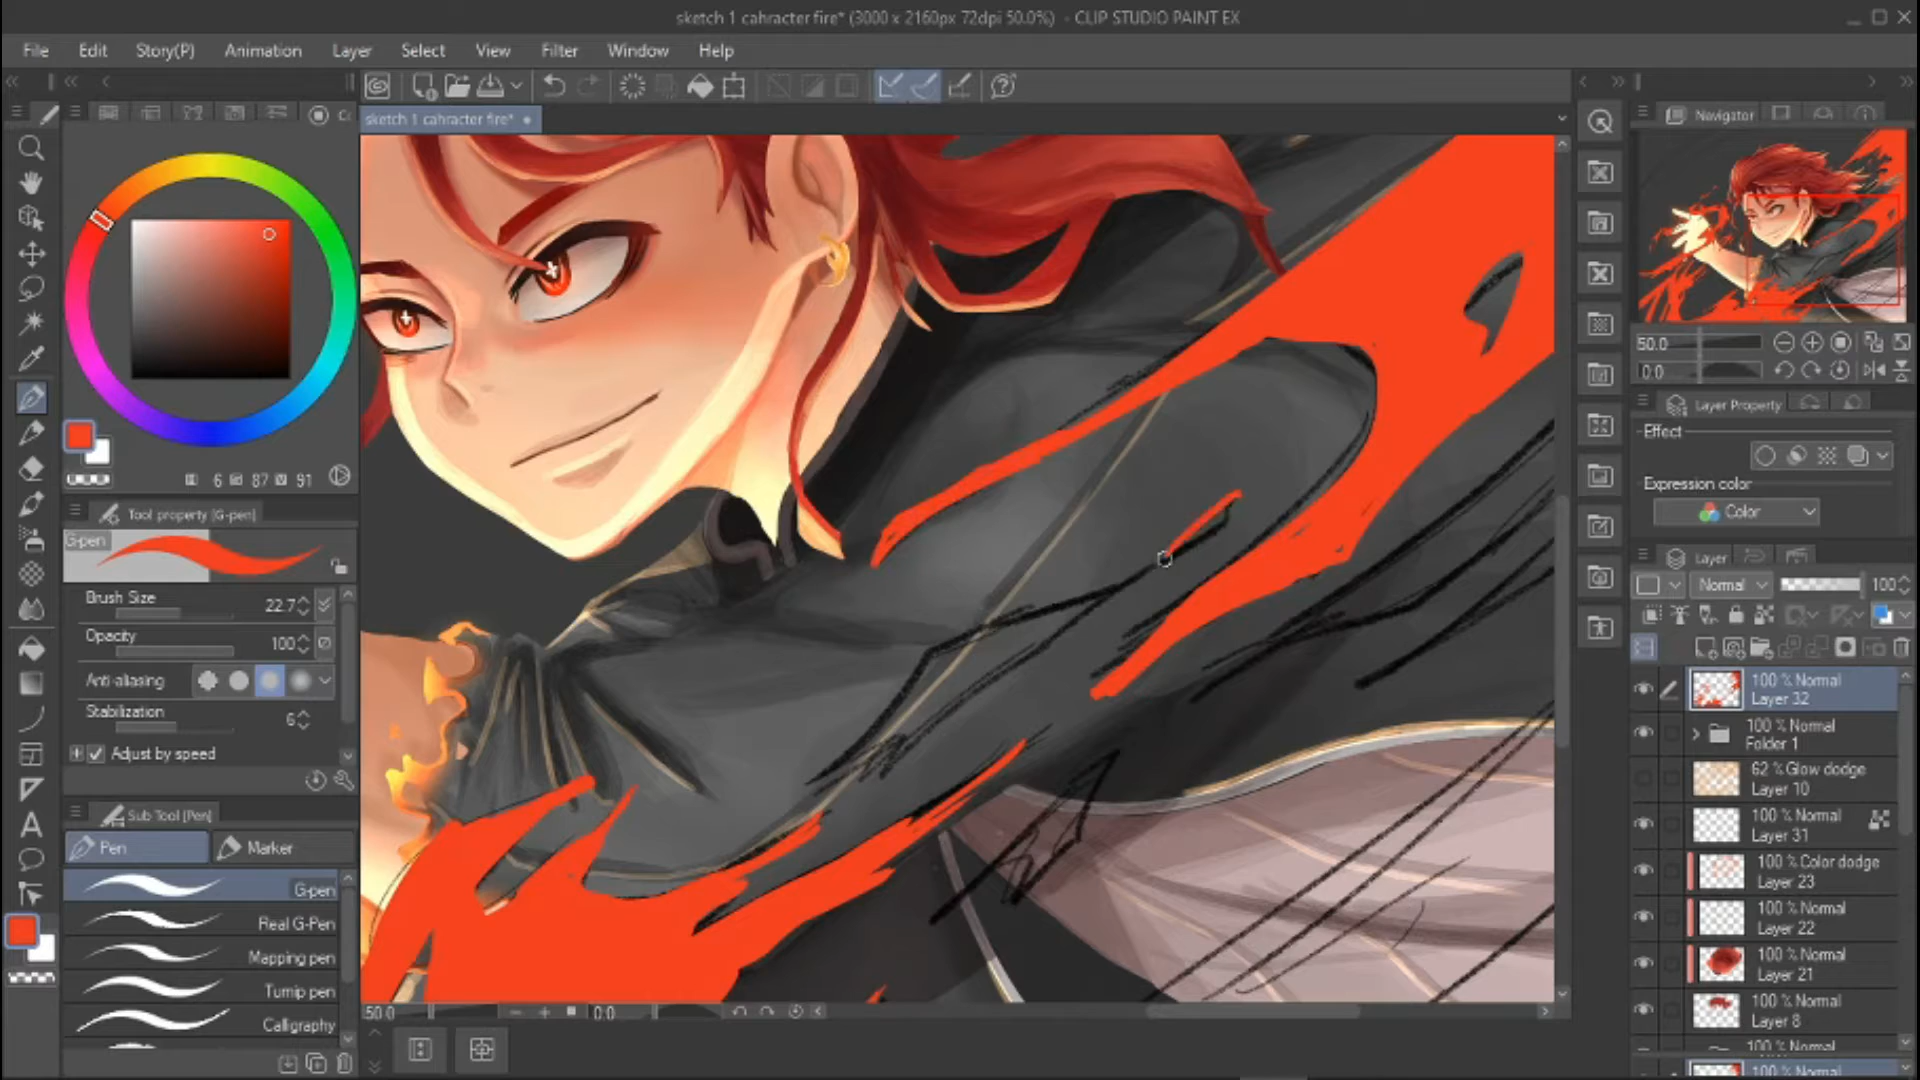 sketch 1 cahracter fire* (3000 x 2160px 72dpi 50.0%) - CLIP STUDIO PAINT EX
File Edit Story(P) Animation Layer Select View Filter Window Help
sketch 1 cahracter fire*
Navigator
50.0
0.0
Layer Property
Effect
Expression color
Color
6 87 91
Tool property [G-pen]
G-pen
Brush Size 22.7
Opacity 100
Anti-aliasing
Stabilization 6
Adjust by speed
Sub Tool [Pen]
Pen Marker
G-pen
Real G-Pen
Mapping pen
Turnip pen
Calligraphy
50.0 0.0
Layer
Normal 100
100 % Normal
Layer 32
100 % Normal
Folder 1
62 % Glow dodge
Layer 10
100 % Normal
Layer 31
100 % Color dodge
Layer 23
100 % Normal
Layer 22
100 % Normal
Layer 21
100 % Normal
Layer 8
100 % Normal
100 % Normal